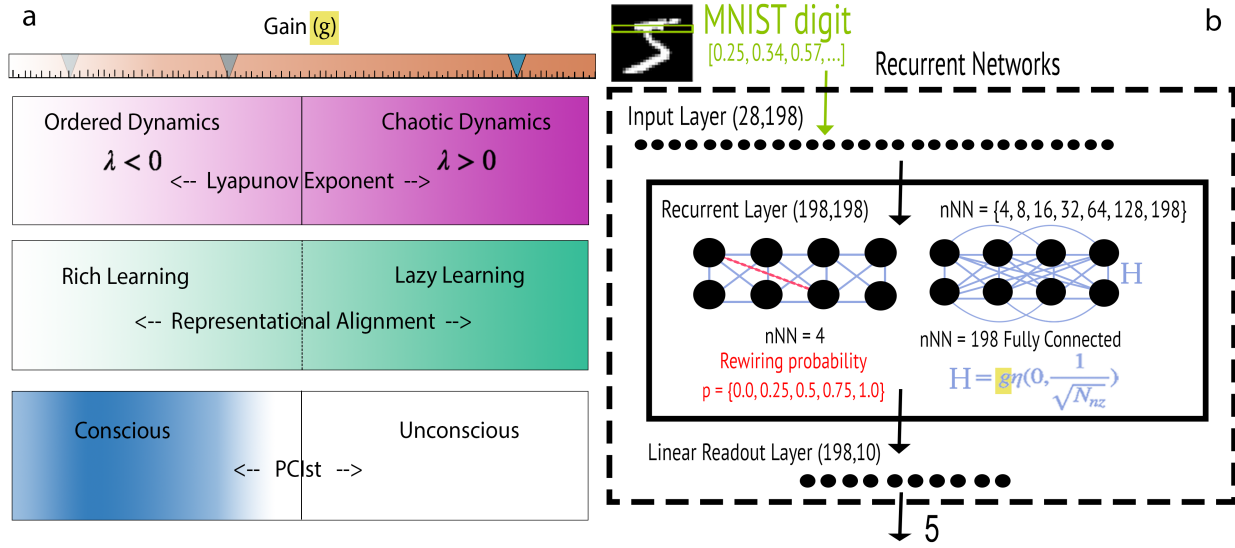 a
Gain (g)
Ordered Dynamics
Chaotic Dynamics
λ < 0
λ > 0
<-- Lyapunov Exponent -->
Rich Learning
Lazy Learning
<-- Representational Alignment -->
Conscious
Unconscious
<-- PCIst -->
b
MNIST digit
[0.25, 0.34, 0.57, ...]
Recurrent Networks
Input Layer (28,198)
Recurrent Layer (198,198)
nNN = {4, 8, 16, 32, 64, 128, 198}
H
nNN = 4
nNN = 198 Fully Connected
Rewiring probability
p = {0.0, 0.25, 0.5, 0.75, 1.0}
H = gη(0, 1/√N_nz)
Linear Readout Layer (198,10)
5